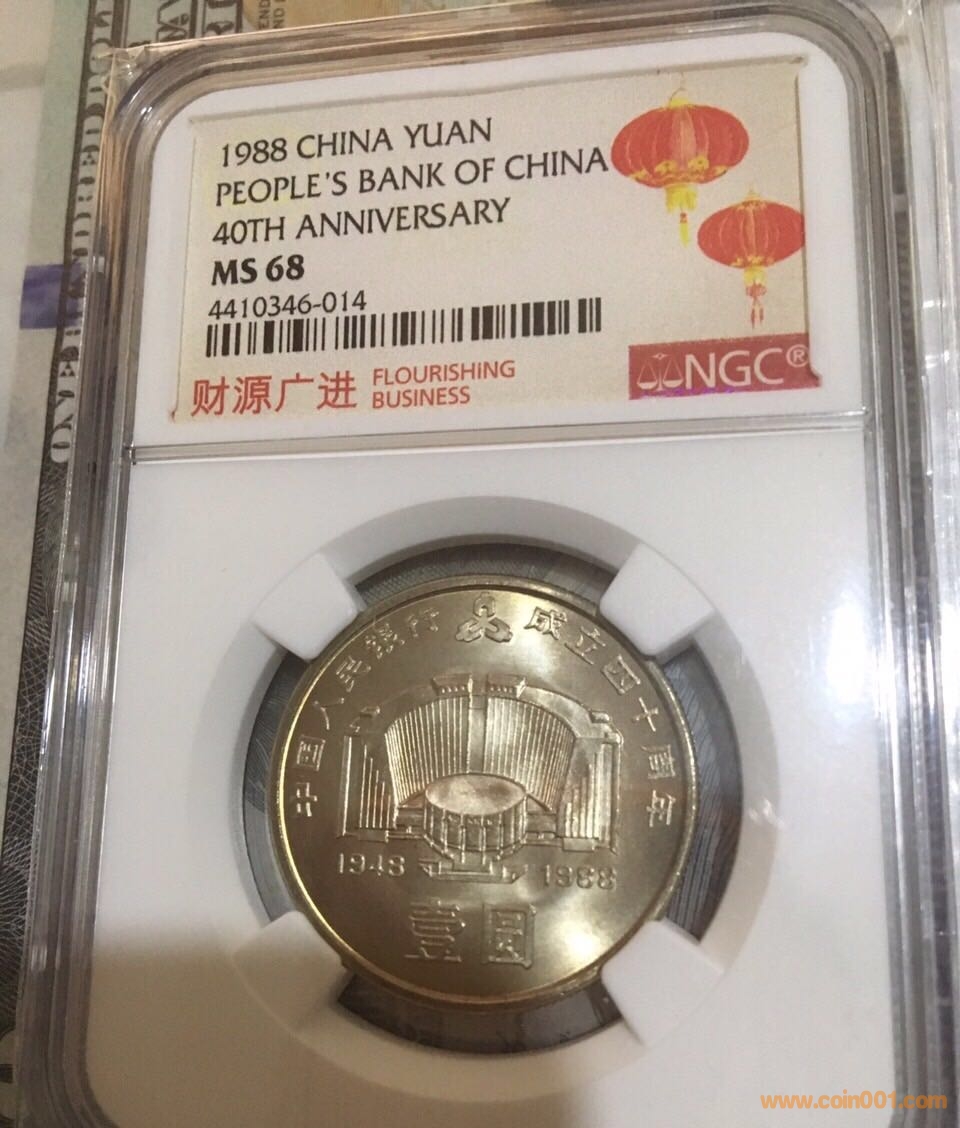 1988 CHINA YUAN
PEOPLE'S BANK OF CHINA
40TH ANNIVERSARY
MS 68
4410346-014
财源广进 FLOURISHING BUSINESS
NGC®
中国人民银行 成立四十周年
1948 1988
壹圆
www.coin001.com